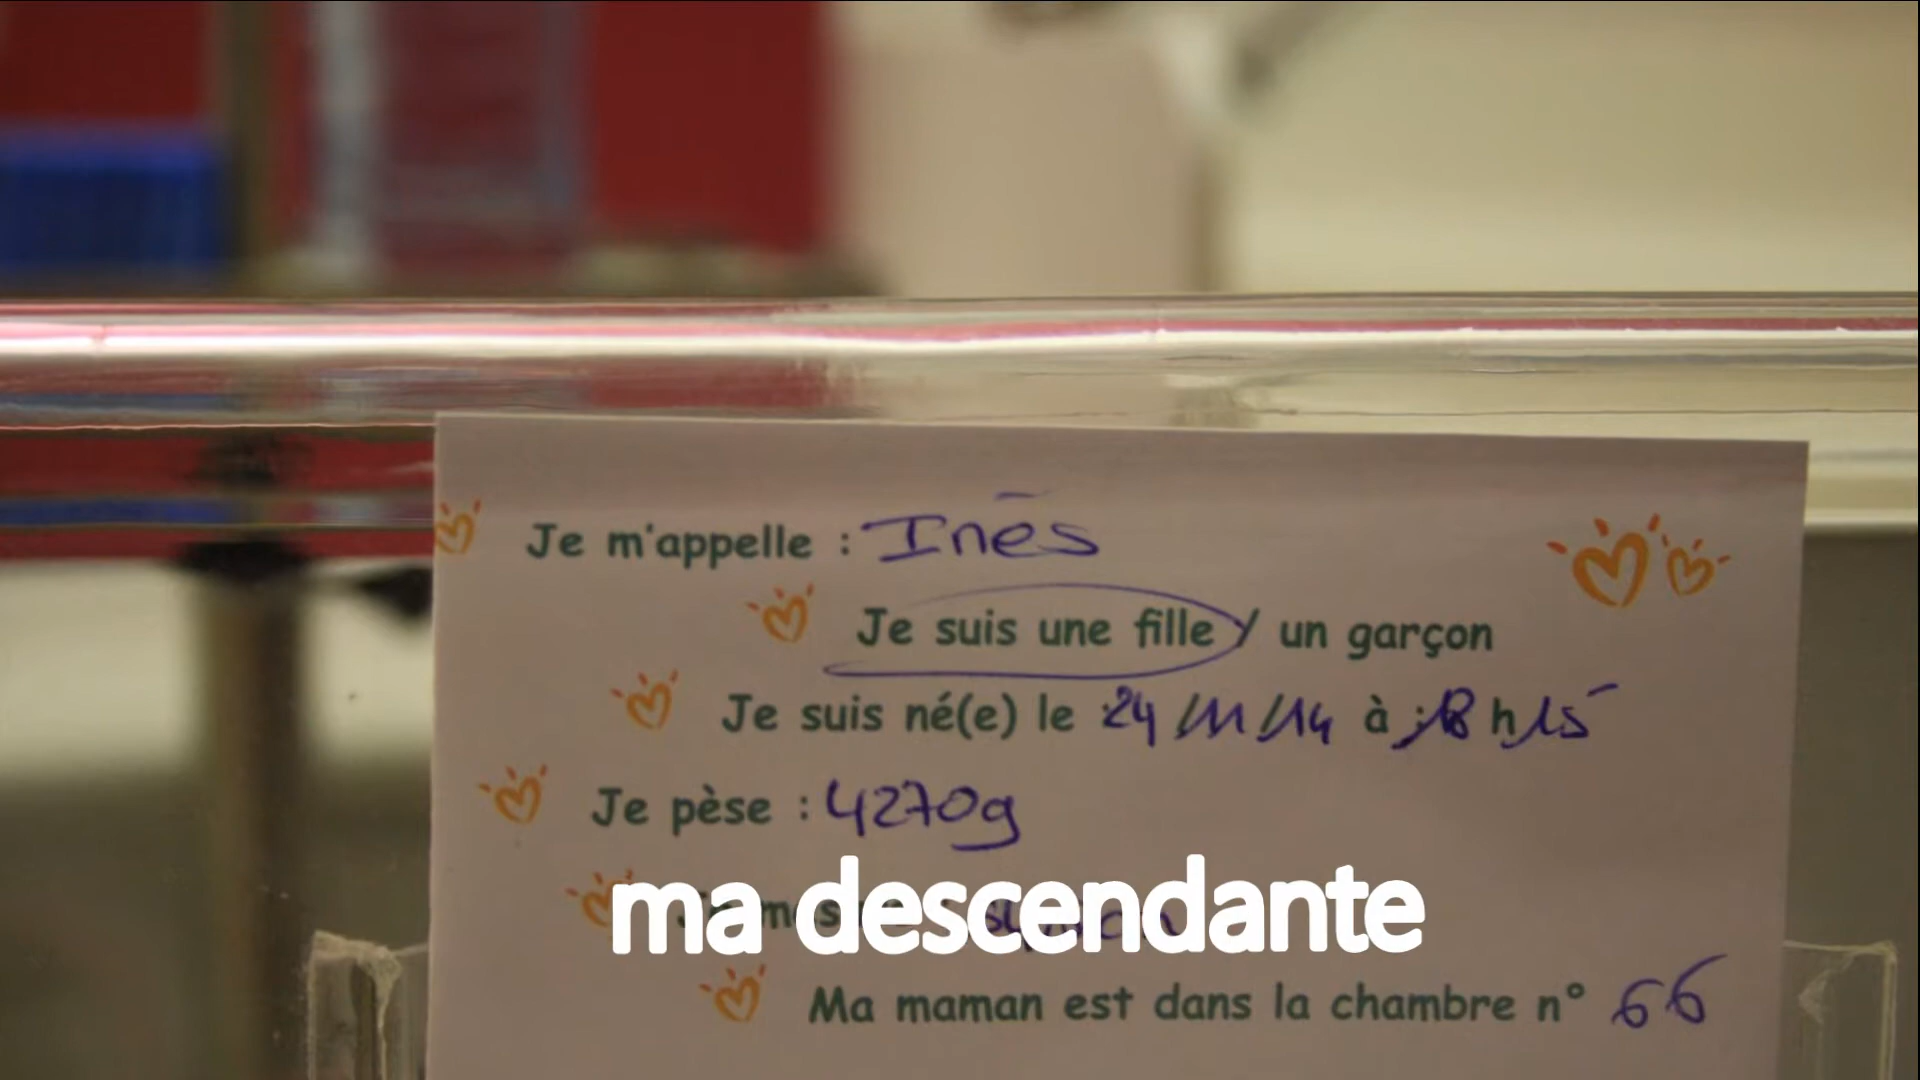 Je m'appelle : Inès
Je suis une fille / un garçon
Je suis né(e) le 24/11/14 à 18 h 15
Je pèse : 4270g
ma descendante
Ma maman est dans la chambre n° 66